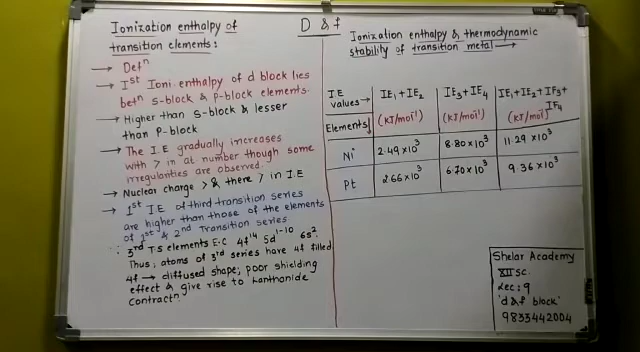 D & f
Ionization enthalpy of
transition elements:
→ Defⁿ
→ Iˢᵗ Ioni. enthalpy of d block lies
betⁿ s-block & p-block elements.
→ Higher than s-block & lesser
than p-block
→ The I.E gradually increases
with > in at number though some
irregularities are observed.
→ Nuclear charge > & there > in I.E
→ 1ˢᵗ I.E of third transition series
are higher than those of the elements
of 1ˢᵗ & 2nd Transition series.
∵ 3rd T.S elements E.C 4f¹⁴ 5d¹⁻¹⁰ 6s²
Thus, atoms of 3rd series have 4f filled
4f → diffused shape; poor shielding
effect & give rise to Lanthanide
contractⁿ.
Ionization enthalpy & thermodynamic
stability of transition metal →
I.E values→ IE₁+IE₂ IE₃+IE₄ IE₁+IE₂+IE₃+IE₄
Elements↓ (KJ/mol⁻¹) (KJ/mol⁻¹) (KJ/mol⁻¹)
Ni 2.49×10³ 8.80×10³ 11.29×10³
Pt 2.66×10³ 6.70×10³ 9.36×10³
Shelar Academy
XII sc.
Lec: 9
'd & f block'
9833442004